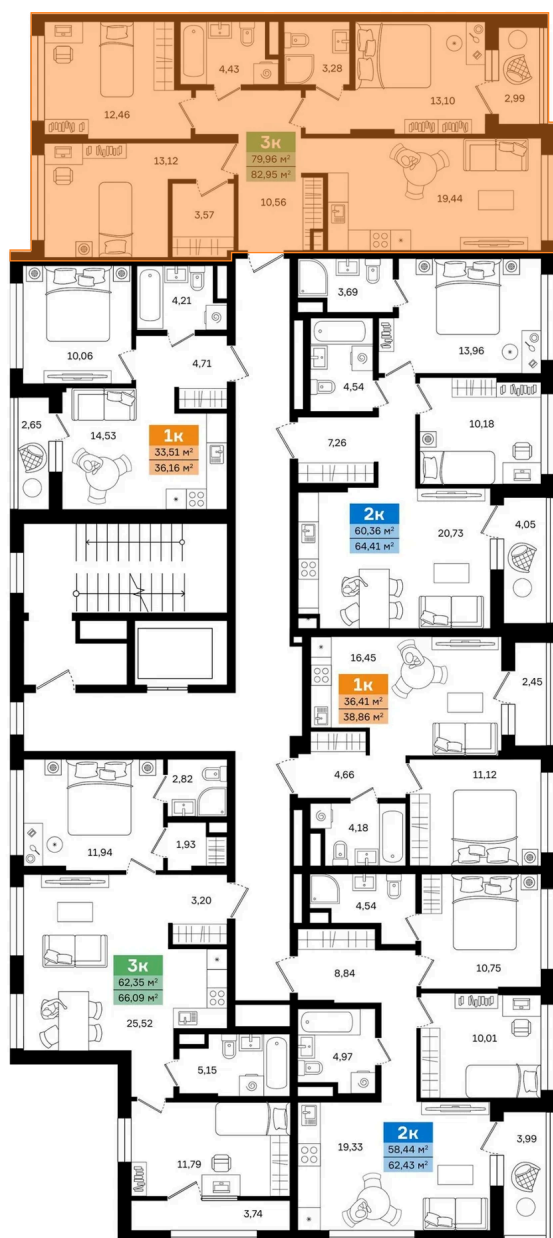 4,43
3,28
12,46
13,10
2,99
3К
79,96 м²
82,95 м²
13,12
3,57
10,56
19,44
4,21
3,69
10,06
4,71
13,96
4,54
2,65
14,53
1К
33,51 м²
36,16 м²
10,18
7,26
2К
60,36 м²
64,41 м²
20,73
4,05
16,45
1К
36,41 м²
38,86 м²
2,45
4,66
11,12
2,82
4,18
11,94
1,93
3,20
4,54
3К
62,35 м²
66,09 м²
25,52
8,84
10,75
10,01
5,15
4,97
19,33
2К
58,44 м²
62,43 м²
3,99
11,79
3,74